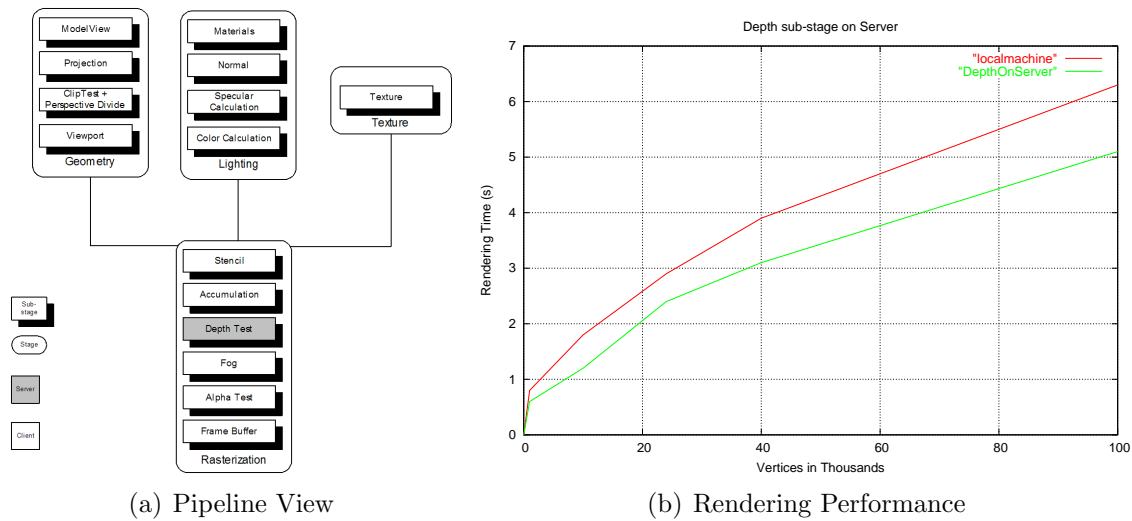 ModelView
Projection
ClipTest +
Perspective Divide
Viewport
Geometry
Materials
Normal
Specular
Calculation
Color Calculation
Lighting
Texture
Texture
Stencil
Accumulation
Depth Test
Fog
Alpha Test
Frame Buffer
Rasterization
Sub-
stage
Stage
Server
Client
(a) Pipeline View
Depth sub-stage on Server
"localmachine"
"DepthOnServer"
Rendering Time (s)
7
6
5
4
3
2
1
0
0 20 40 60 80 100
Vertices in Thousands
(b) Rendering Performance